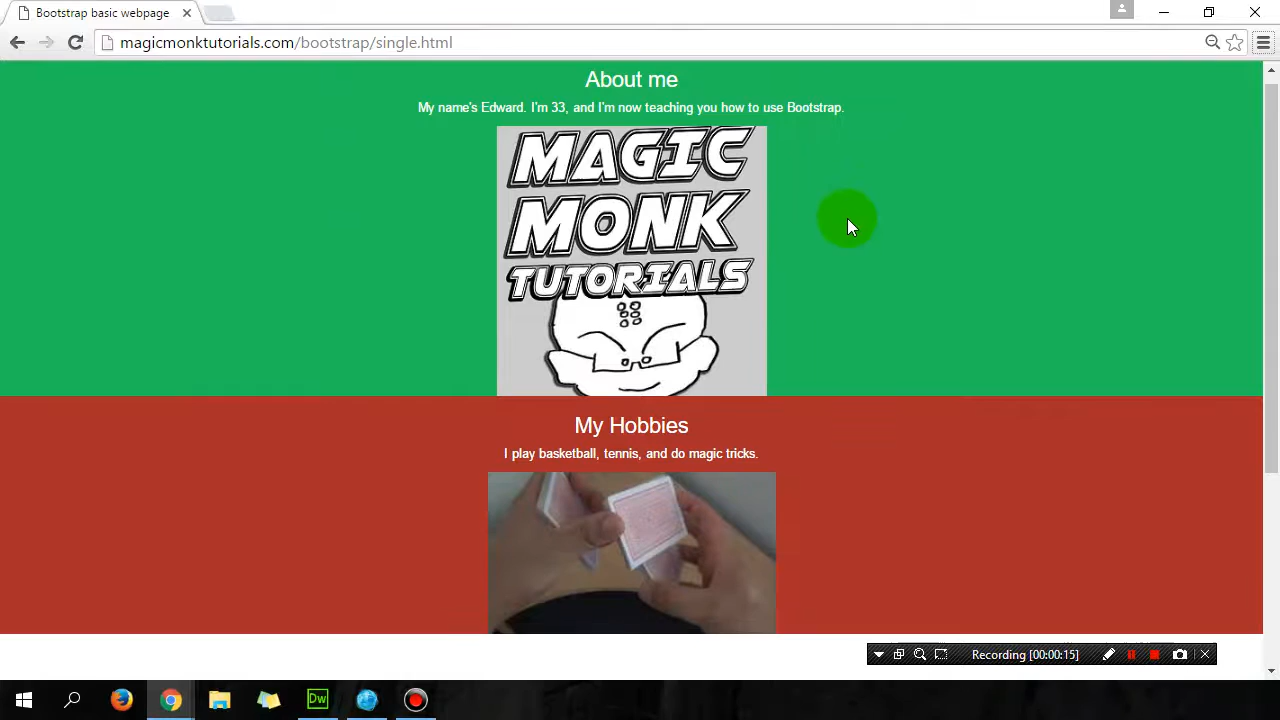 Bootstrap basic webpage
magicmonktutorials.com/bootstrap/single.html
About me
My name's Edward. I'm 33, and I'm now teaching you how to use Bootstrap.
MAGIC
MONK
TUTORIALS
My Hobbies
I play basketball, tennis, and do magic tricks.
Recording [00:00:15]
Dw